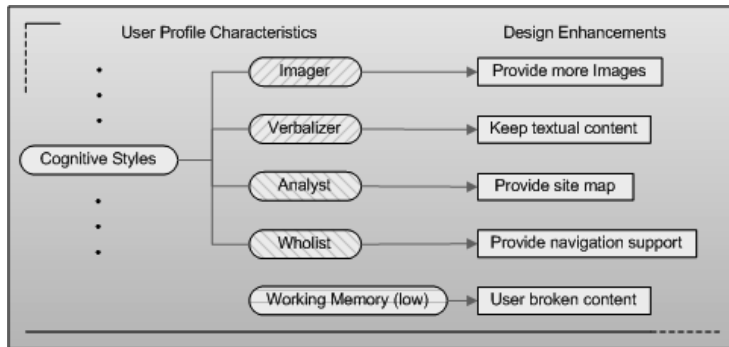 User Profile Characteristics Design Enhancements
Imager Provide more Images
Verbalizer Keep textual content
Cognitive Styles
Analyst Provide site map
Wholist Provide navigation support
Working Memory (low) User broken content